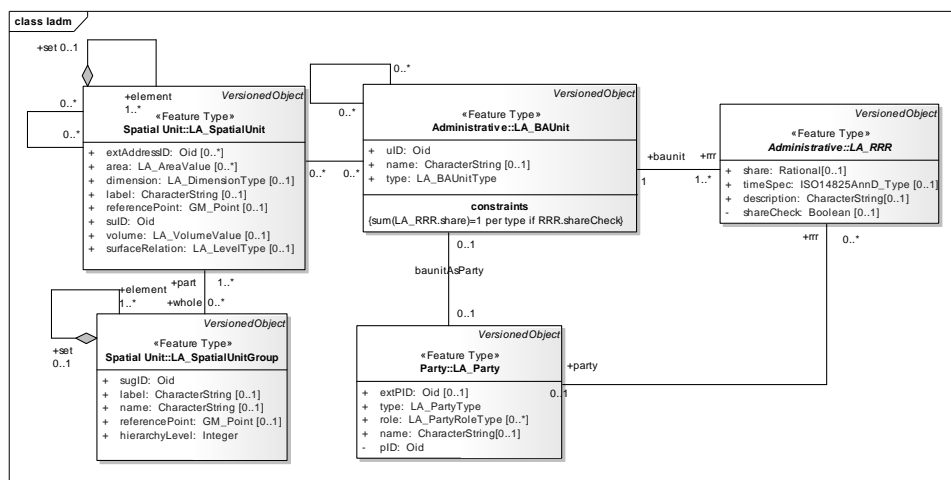 class ladm
+set 0..1
+element
1..*
0..*
0..*
VersionedObject
«Feature Type»
Spatial Unit::LA_SpatialUnit
+ extAddressID: Oid [0..*]
+ area: LA_AreaValue [0..*]
+ dimension: LA_DimensionType [0..1]
+ label: CharacterString [0..1]
+ referencePoint: GM_Point [0..1]
+ suID: Oid
+ volume: LA_VolumeValue [0..1]
+ surfaceRelation: LA_LevelType [0..1]
0..*
0..*
0..*
0..*
VersionedObject
«Feature Type»
Administrative::LA_BAUnit
+ uID: Oid
+ name: CharacterString [0..1]
+ type: LA_BAUnitType
constraints
{sum(LA_RRR.share)=1 per type if RRR.shareCheck}
+baunit
1
+rrr
1..*
VersionedObject
«Feature Type»
Administrative::LA_RRR
+ share: Rational[0..1]
+ timeSpec: ISO14825AnnD_Type [0..1]
+ description: CharacterString[0..1]
- shareCheck: Boolean [0..1]
+rrr
0..*
0..1
baunitAsParty
0..1
+part
1..*
+whole
0..*
+element
1..*
+set
0..1
VersionedObject
«Feature Type»
Spatial Unit::LA_SpatialUnitGroup
+ sugID: Oid
+ label: CharacterString [0..1]
+ name: CharacterString [0..1]
+ referencePoint: GM_Point [0..1]
+ hierarchyLevel: Integer
VersionedObject
«Feature Type»
Party::LA_Party
+ extPID: Oid [0..1]
+ type: LA_PartyType
+ role: LA_PartyRoleType [0..*]
+ name: CharacterString[0..1]
- pID: Oid
+party
0..1